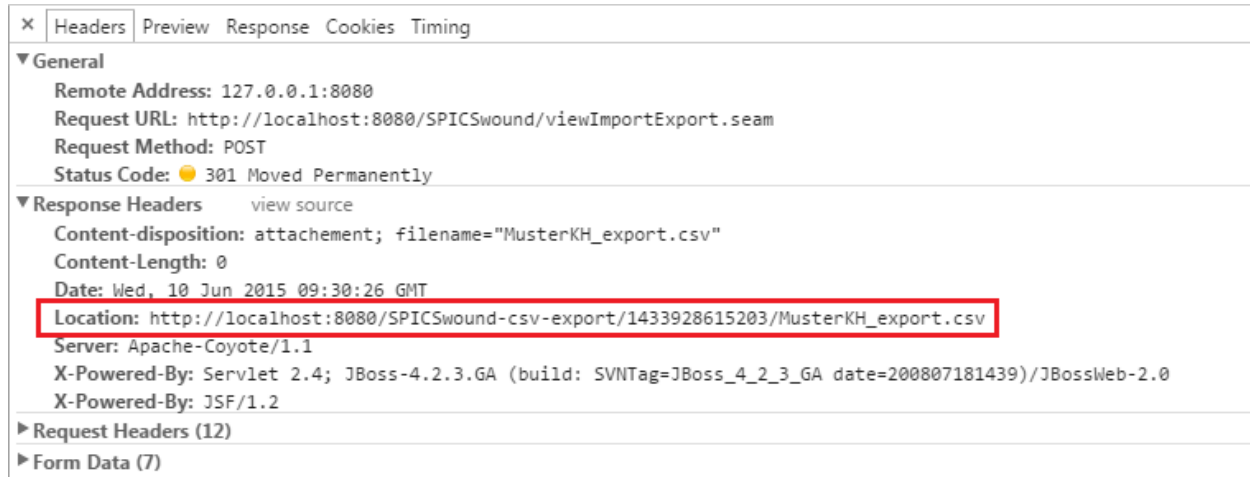 × Headers Preview Response Cookies Timing
▼General
Remote Address: 127.0.0.1:8080
Request URL: http://localhost:8080/SPICSwound/viewImportExport.seam
Request Method: POST
Status Code: 301 Moved Permanently
▼Response Headers view source
Content-disposition: attachement; filename="MusterKH_export.csv"
Content-Length: 0
Date: Wed, 10 Jun 2015 09:30:26 GMT
Location: http://localhost:8080/SPICSwound-csv-export/1433928615203/MusterKH_export.csv
Server: Apache-Coyote/1.1
X-Powered-By: Servlet 2.4; JBoss-4.2.3.GA (build: SVNTag=JBoss_4_2_3_GA date=200807181439)/JBossWeb-2.0
X-Powered-By: JSF/1.2
▶Request Headers (12)
▶Form Data (7)